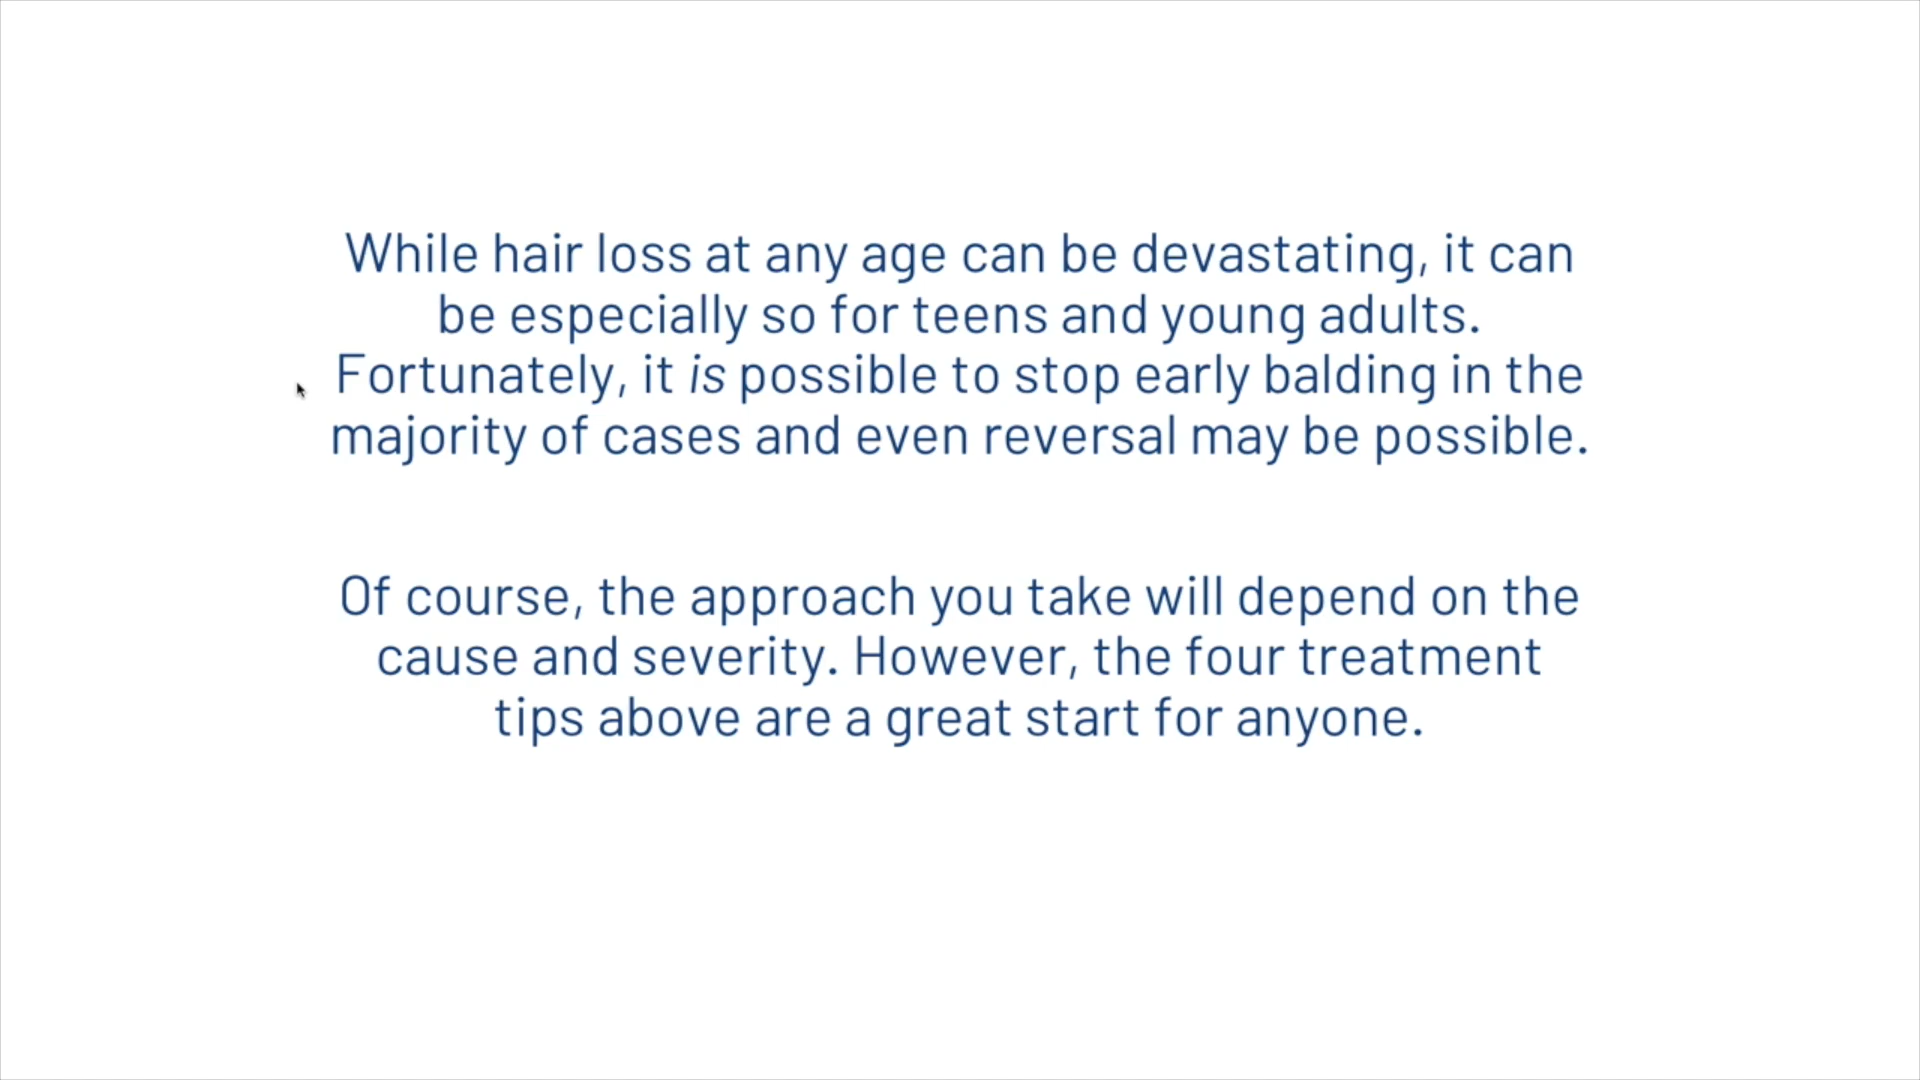 While hair loss at any age can be devastating, it can
be especially so for teens and young adults.
Fortunately, it is possible to stop early balding in the
majority of cases and even reversal may be possible.
Of course, the approach you take will depend on the
cause and severity. However, the four treatment
tips above are a great start for anyone.